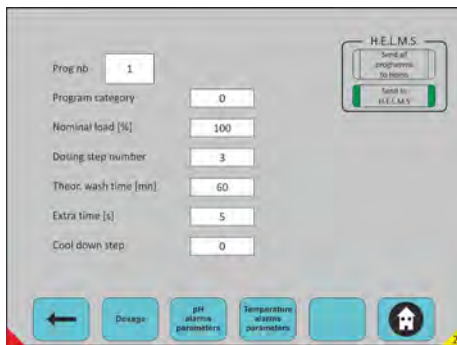 H.E.L.M.S.
Send all
programms
to Helms
Send to
H.E.L.M.S
Prog nb 1
Program category 0
Nominal load [%] 100
Dosing step number 3
Theor. wash time [mn] 60
Extra time [s] 5
Cool down step 0
Dosage
pH
alarms
parameters
Temperature
alarms
parameters
2